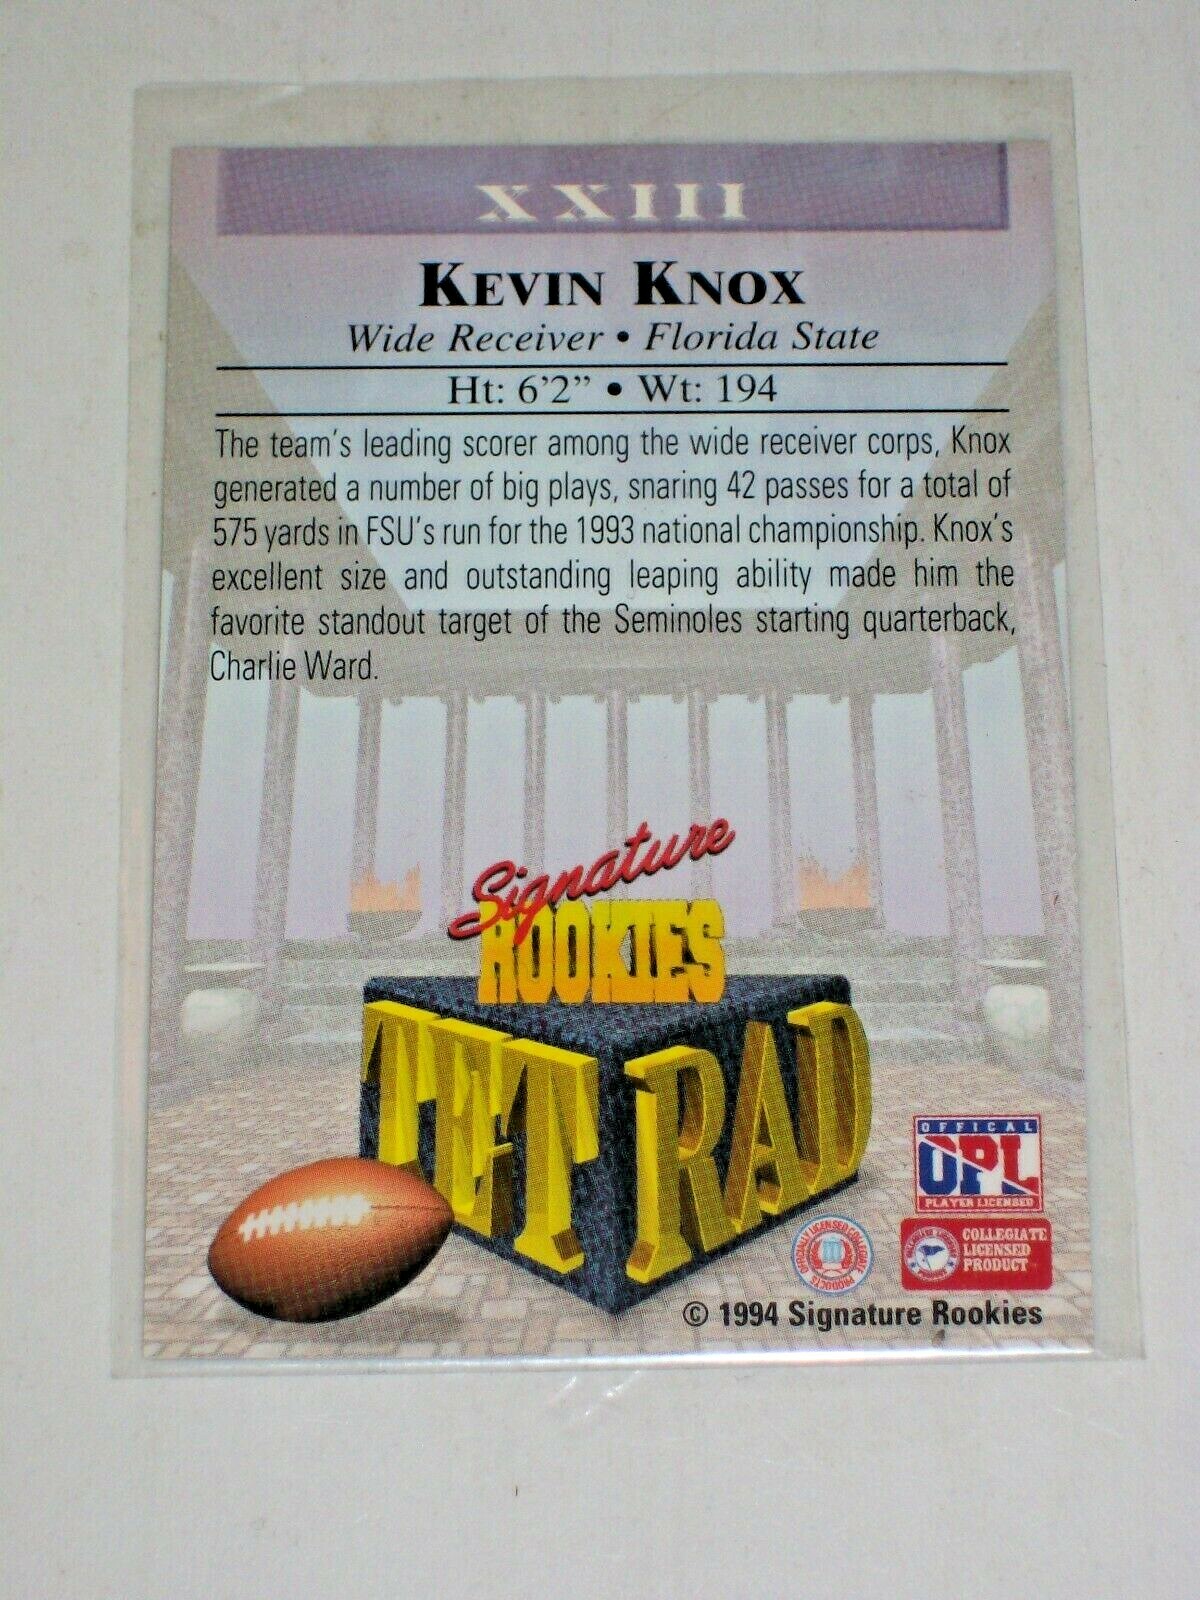 XXIII
KEVIN KNOX
Wide Receiver • Florida State
Ht: 6'2” • Wt: 194
The team's leading scorer among the wide receiver corps, Knox
generated a number of big plays, snaring 42 passes for a total of
575 yards in FSU's run for the 1993 national championship. Knox's
excellent size and outstanding leaping ability made him the
favorite standout target of the Seminoles starting quarterback,
Charlie Ward.
Signature
ROOKIES
TET RAD
OFFICAL
OPL
PLAYER LICENSED
OFFICIALLY LICENSED COLLEGIATE PRODUCTS
COLLEGIATE
LICENSED
PRODUCT
© 1994 Signature Rookies